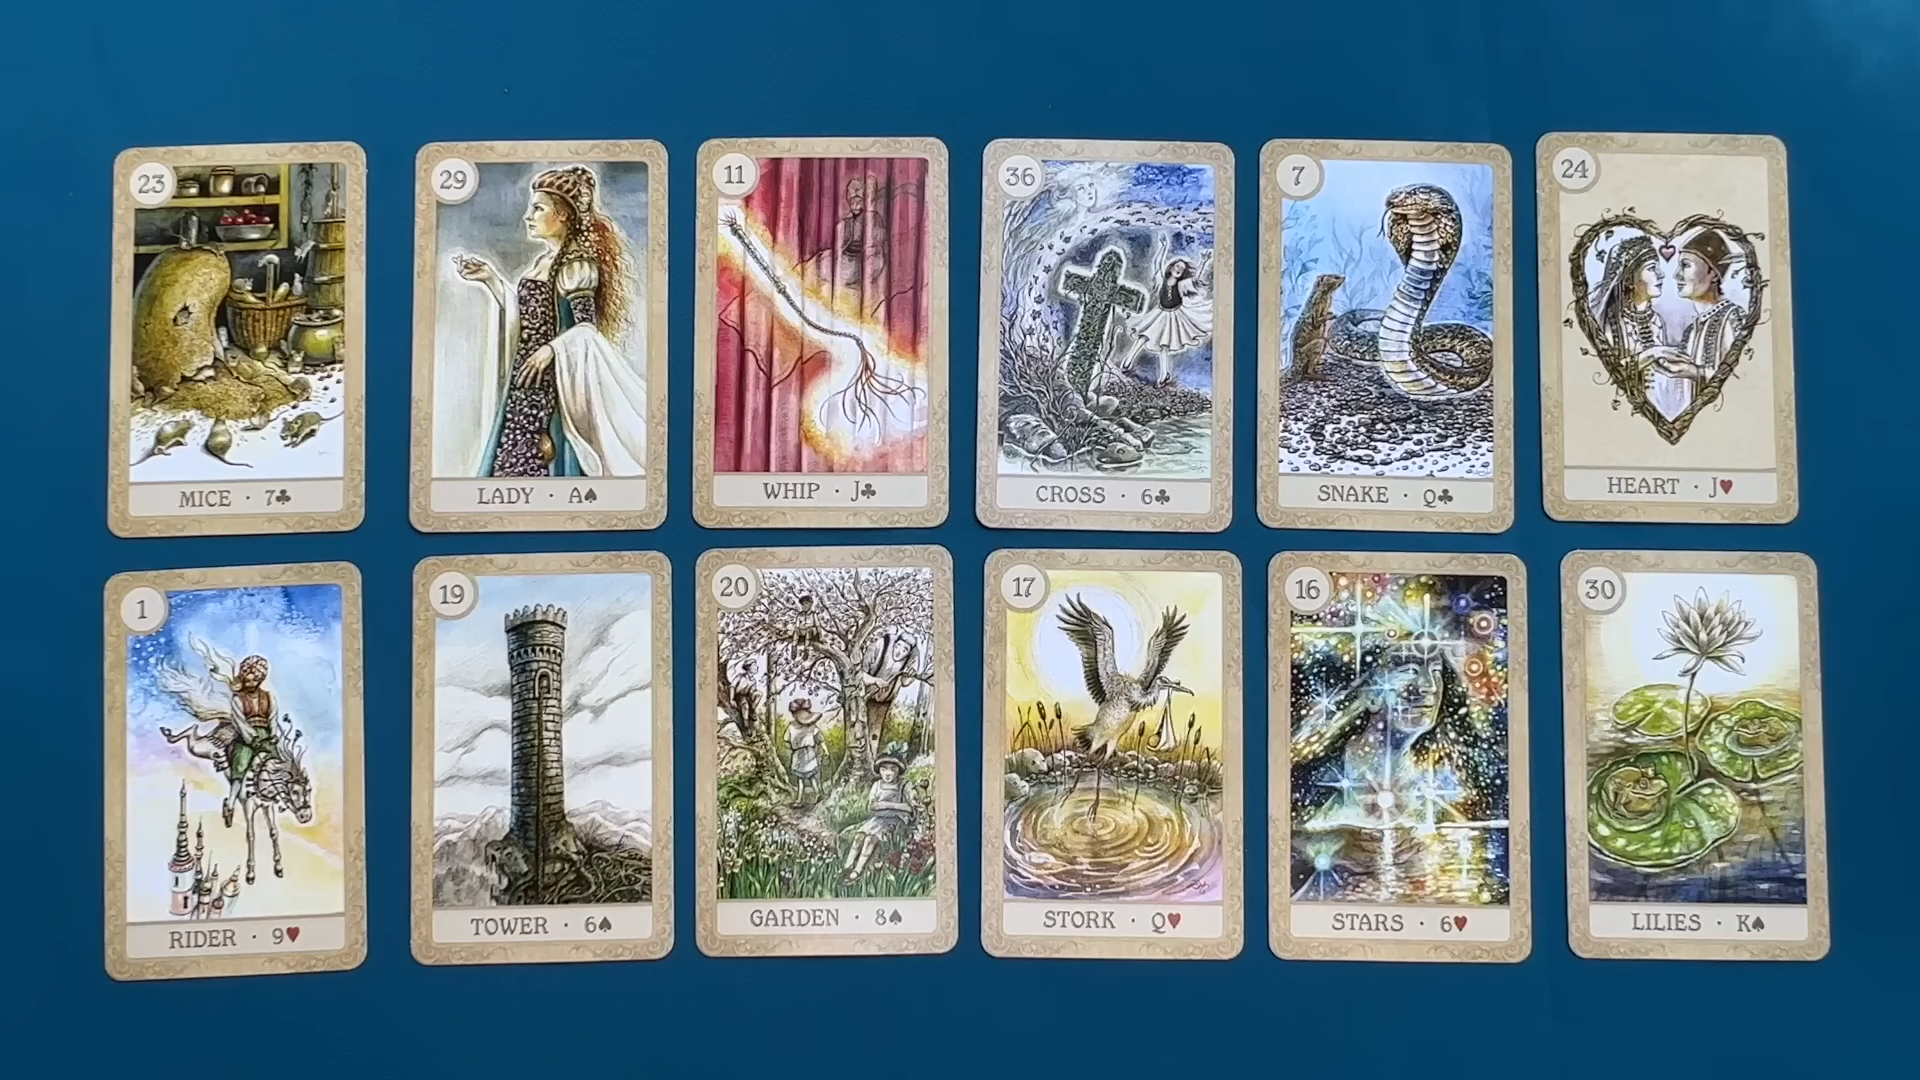 23
MICE · 7♣
29
LADY · A♠
11
WHIP · J♣
36
CROSS · 6♣
7
SNAKE · Q♣
24
HEART · J♥
1
RIDER · 9♥
19
TOWER · 6♠
20
GARDEN · 8♠
17
STORK · Q♥
16
STARS · 6♥
30
LILIES · K♠